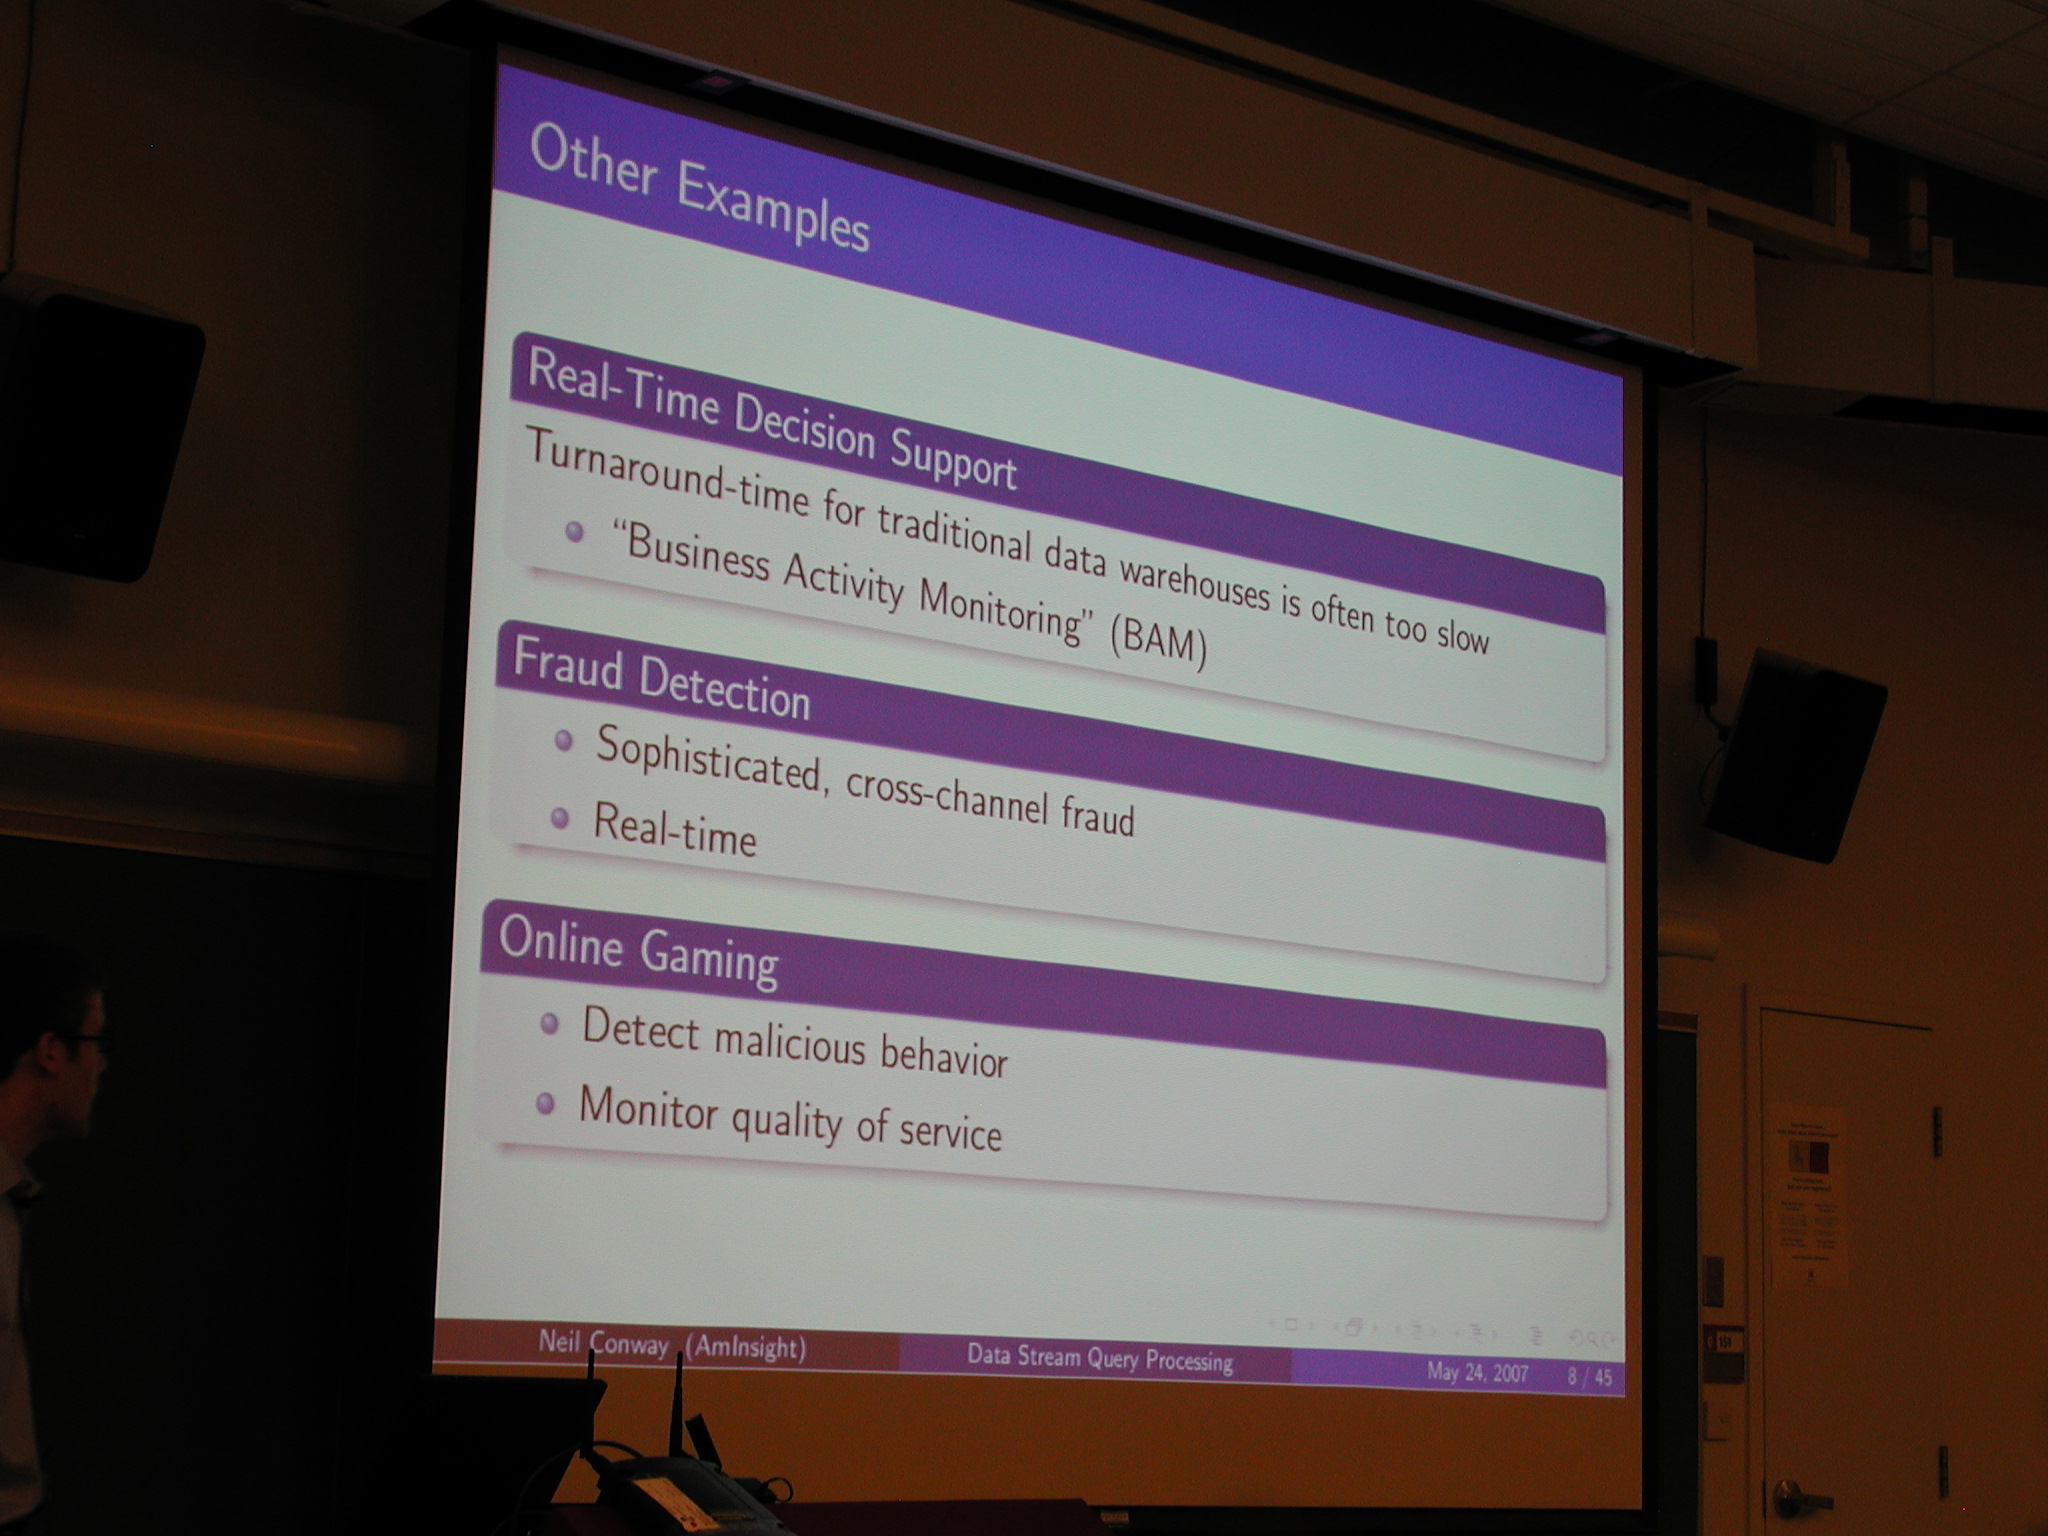 Other Examples
Real-Time Decision Support
Turnaround-time for traditional data warehouses is often too slow
“Business Activity Monitoring” (BAM)
Fraud Detection
Sophisticated, cross-channel fraud
Real-time
Online Gaming
Detect malicious behavior
Monitor quality of service
Neil Conway (AmInsight)
Data Stream Query Processing
May 24, 2007
8 / 45
151